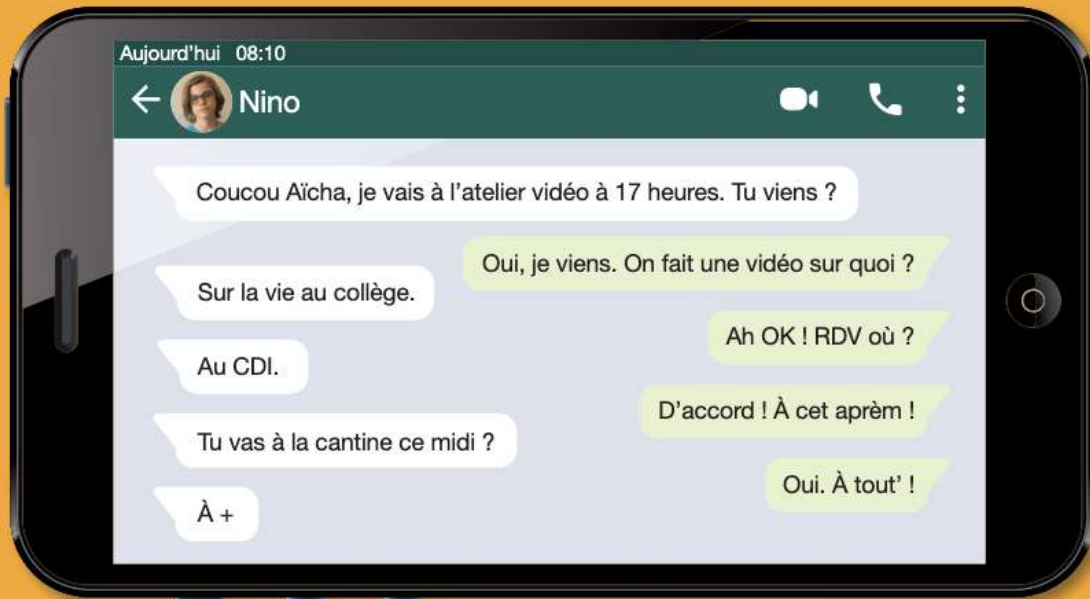 Aujourd'hui 08:10
Nino
Coucou Aïcha, je vais à l'atelier vidéo à 17 heures. Tu viens ?
Oui, je viens. On fait une vidéo sur quoi ?
Sur la vie au collège.
Ah OK ! RDV où ?
Au CDI.
D'accord ! À cet aprèm !
Tu vas à la cantine ce midi ?
Oui. À tout' !
À +